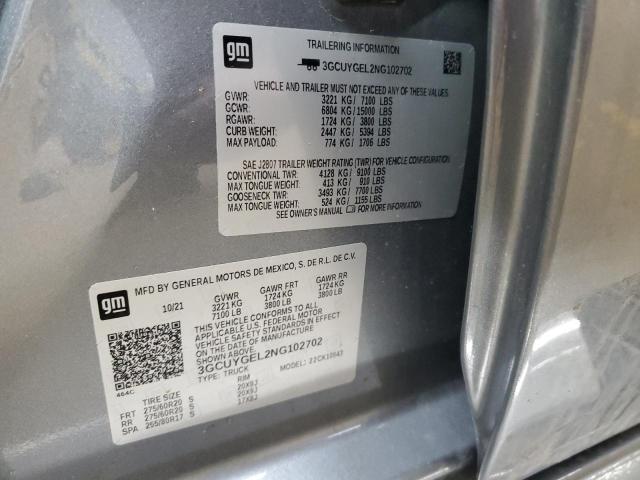 gm
TRAILERING INFORMATION
3GCUYGEL2NG102702
VEHICLE AND TRAILER MUST NOT EXCEED ANY OF THESE VALUES.
GVWR: 3221 KG/ 7100 LBS
GCWR: 6804 KG/15000 LBS
RGAWR: 1724 KG/ 3800 LBS
CURB WEIGHT: 2447 KG/ 5394 LBS
MAX PAYLOAD: 774 KG/ 1706 LBS
SAE J2807 TRAILER WEIGHT RATING (TWR) FOR VEHICLE CONFIGURATION
CONVENTIONAL TWR: 4128 KG/ 9100 LBS
MAX TONGUE WEIGHT: 413 KG/ 910 LBS
GOOSENECK TWR: 3493 KG/ 7700 LBS
MAX TONGUE WEIGHT: 524 KG/ 1155 LBS
SEE OWNER'S MANUAL FOR MORE INFORMATION
gm
MFD BY GENERAL MOTORS DE MEXICO, S. DE R.L. DE C.V.
10/21 GVWR GAWR FRT GAWR RR
3221 KG 1724 KG 1724 KG
7100 LB 3800 LB 3800 LB
THIS VEHICLE CONFORMS TO ALL
APPLICABLE U.S. FEDERAL MOTOR
VEHICLE SAFETY STANDARDS IN
EFFECT ON THE DATE OF MANUFACTURE
SHOWN ABOVE.
3GCUYGEL2NG102702
TYPE: TRUCK MODEL:
464C
TIRE SIZE RIM
FRT 275/60R20 S 20X9J
RR 275/60R20 S 20X9J
SPA 255/80R17 S 17X8J